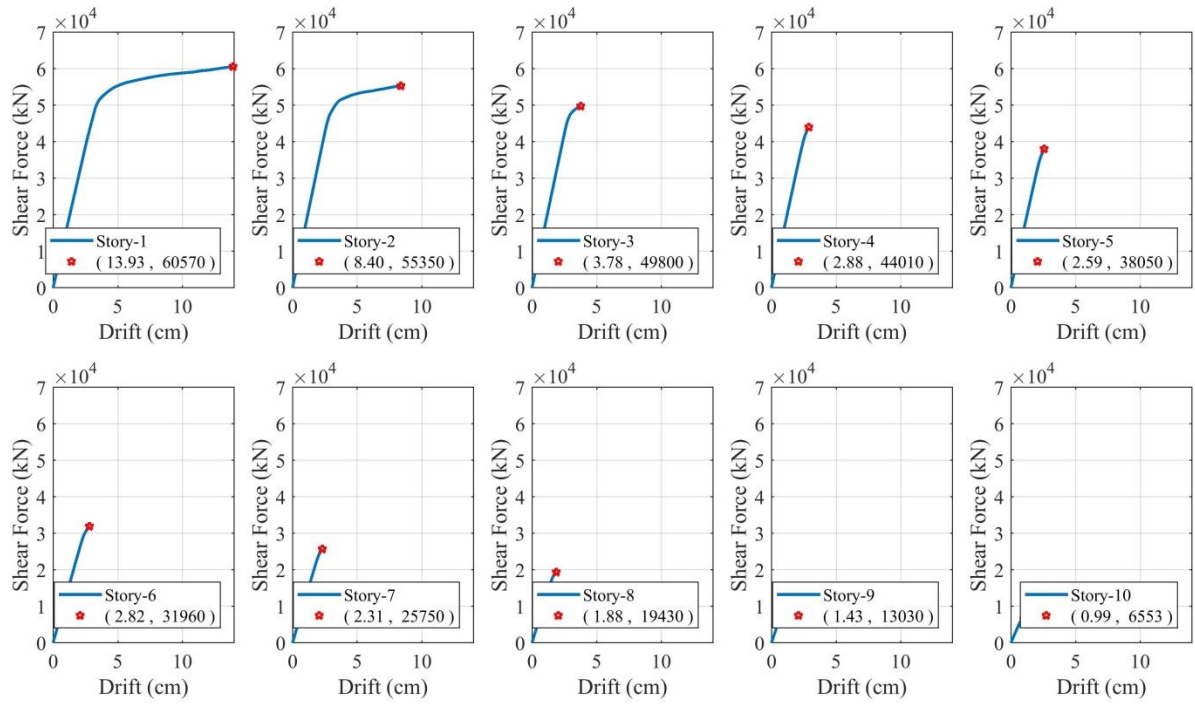 ×10⁴ ×10⁴ ×10⁴ ×10⁴ ×10⁴
7 7 7 7 7
6 6 6 6 6
5 5 5 5 5
4 4 4 4 4
3 3 3 3 3
2 2 2 2 2
1 1 1 1 1
0 0 0 0 0
Shear Force (kN) Shear Force (kN) Shear Force (kN) Shear Force (kN) Shear Force (kN)
Story-1 Story-2 Story-3 Story-4 Story-5
( 13.93 , 60570) ( 8.40 , 55350) ( 3.78 , 49800) ( 2.88 , 44010) ( 2.59 , 38050)
0 5 10 0 5 10 0 5 10 0 5 10 0 5 10
Drift (cm) Drift (cm) Drift (cm) Drift (cm) Drift (cm)
×10⁴ ×10⁴ ×10⁴ ×10⁴ ×10⁴
7 7 7 7 7
6 6 6 6 6
5 5 5 5 5
4 4 4 4 4
3 3 3 3 3
2 2 2 2 2
1 1 1 1 1
0 0 0 0 0
Shear Force (kN) Shear Force (kN) Shear Force (kN) Shear Force (kN) Shear Force (kN)
Story-6 Story-7 Story-8 Story-9 Story-10
( 2.82 , 31960) ( 2.31 , 25750) ( 1.88 , 19430) ( 1.43 , 13030) ( 0.99 , 6553)
0 5 10 0 5 10 0 5 10 0 5 10 0 5 10
Drift (cm) Drift (cm) Drift (cm) Drift (cm) Drift (cm)